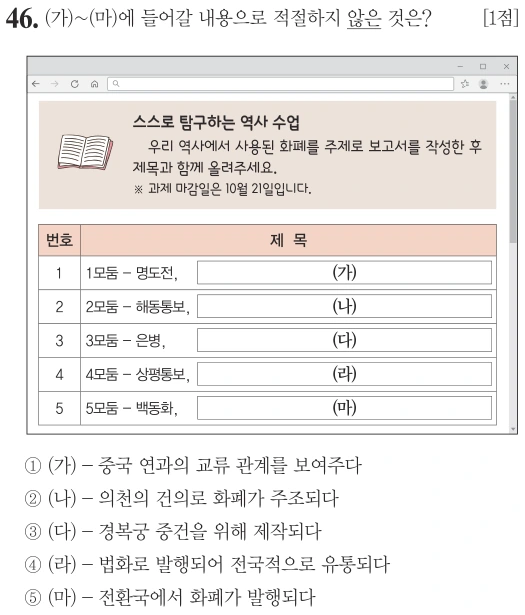 46. (가)~(마)에 들어갈 내용으로 적절하지 않은 것은? [1점]
스스로 탐구하는 역사 수업
우리 역사에서 사용된 화폐를 주제로 보고서를 작성한 후
제목과 함께 올려주세요.
※ 과제 마감일은 10월 21일입니다.
번호 제 목
1 1모둠 - 명도전, (가)
2 2모둠 - 해동통보, (나)
3 3모둠 - 은병, (다)
4 4모둠 - 상평통보, (라)
5 5모둠 - 백동화, (마)
① (가) - 중국 연과의 교류 관계를 보여주다
② (나) - 의천의 건의로 화폐가 주조되다
③ (다) - 경복궁 중건을 위해 제작되다
④ (라) - 법화로 발행되어 전국적으로 유통되다
⑤ (마) - 전환국에서 화폐가 발행되다